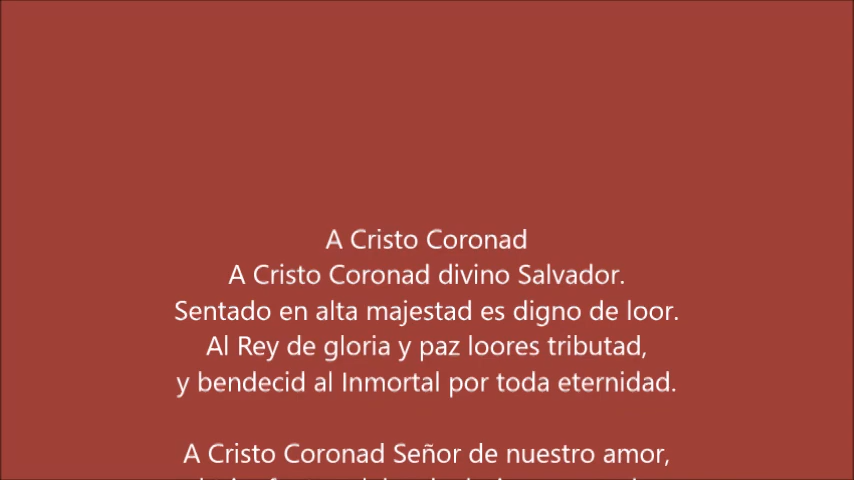 A Cristo Coronad
A Cristo Coronad divino Salvador.
Sentado en alta majestad es digno de loor.
Al Rey de gloria y paz loores tributad,
y bendecid al Inmortal por toda eternidad.
A Cristo Coronad Señor de nuestro amor,